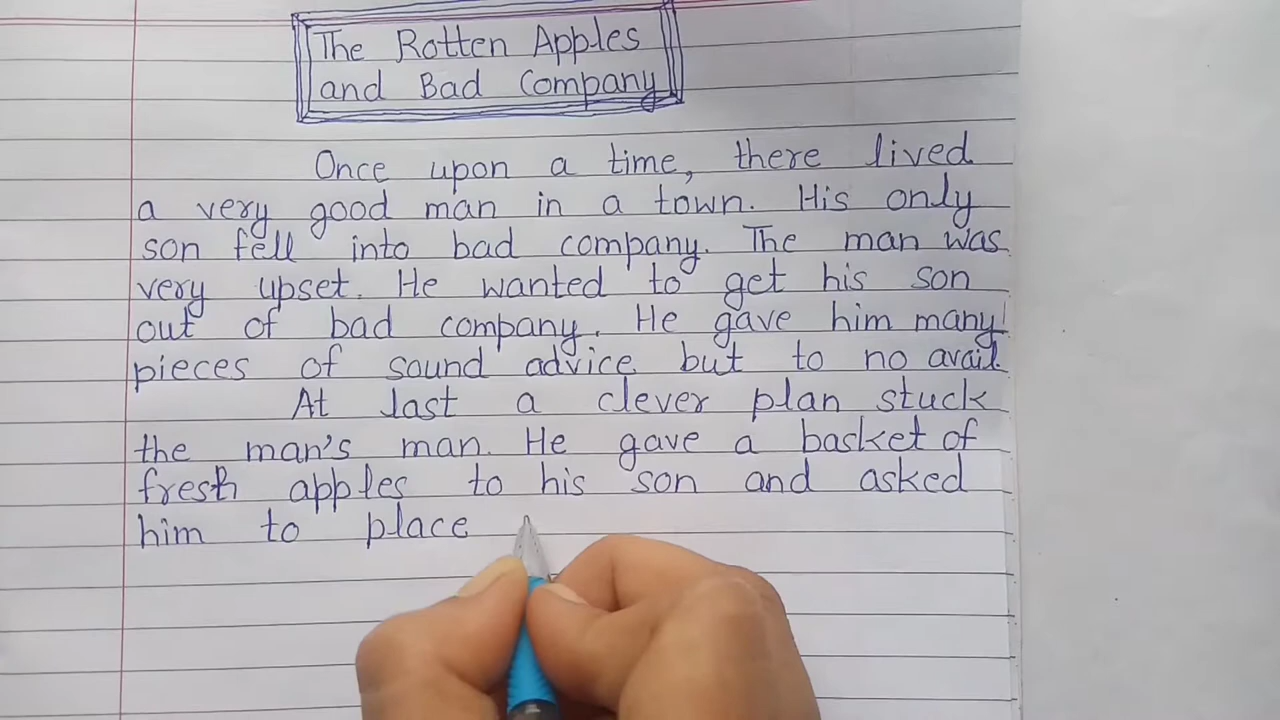 The Rotten Apples
and Bad Company
Once upon a time, there lived
a very good man in a town. His only
son fell into bad company. The man was
very upset. He wanted to get his son
out of bad company. He gave him many
pieces of sound advice but to no avail.
At last a clever plan stuck
the man's man. He gave a basket of
fresh apples to his son and asked
him to place